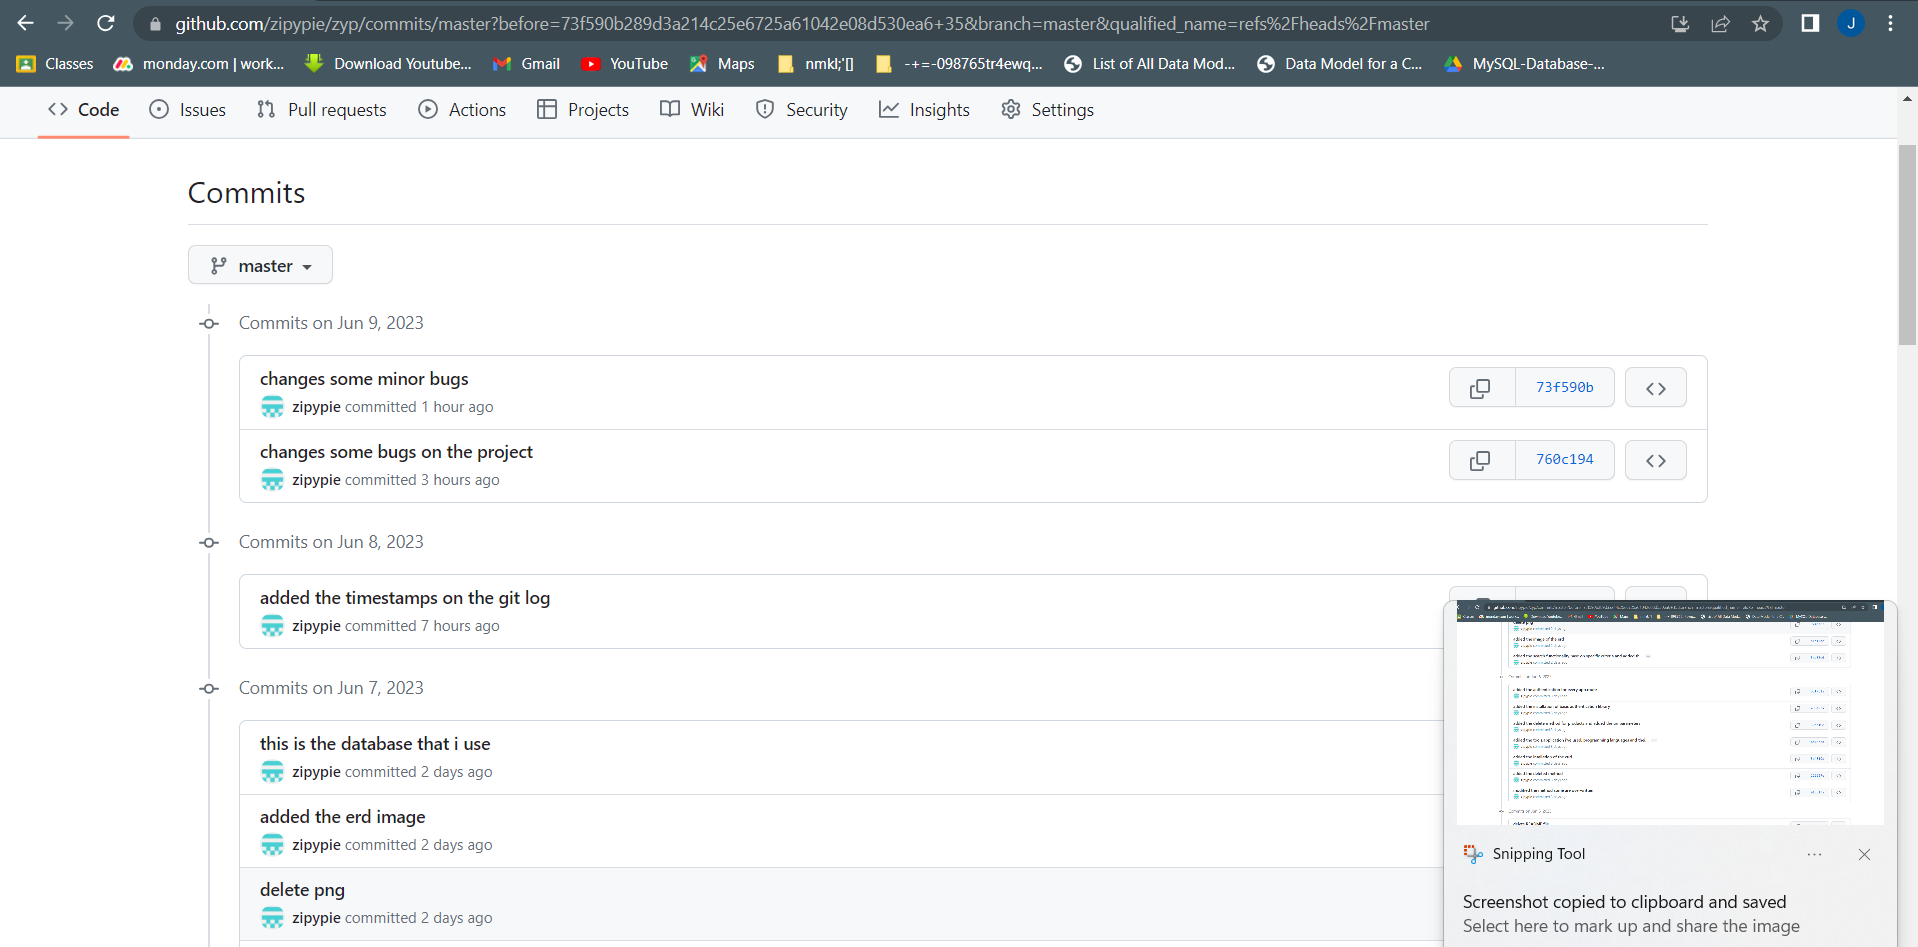 github.com/zipypie/zyp/commits/master?before=73f590b289d3a214c25e6725a61042e08d530ea6+35&branch=master&qualified_name=refs%2Fheads%2Fmaster
J
Classes monday.com | work... Download Youtube... Gmail YouTube Maps nmkl;'[] -+=-098765tr4ewq... List of All Data Mod... Data Model for a C... MySQL-Database-...
Code Issues Pull requests Actions Projects Wiki Security Insights Settings
Commits
master
Commits on Jun 9, 2023
changes some minor bugs
73f590b
zipypie committed 1 hour ago
changes some bugs on the project
760c194
zipypie committed 3 hours ago
Commits on Jun 8, 2023
added the timestamps on the git log
zipypie committed 7 hours ago
Commits on Jun 7, 2023
this is the database that i use
zipypie committed 2 days ago
added the erd image
zipypie committed 2 days ago
delete png
zipypie committed 2 days ago
Snipping Tool
Screenshot copied to clipboard and saved
Select here to mark up and share the image